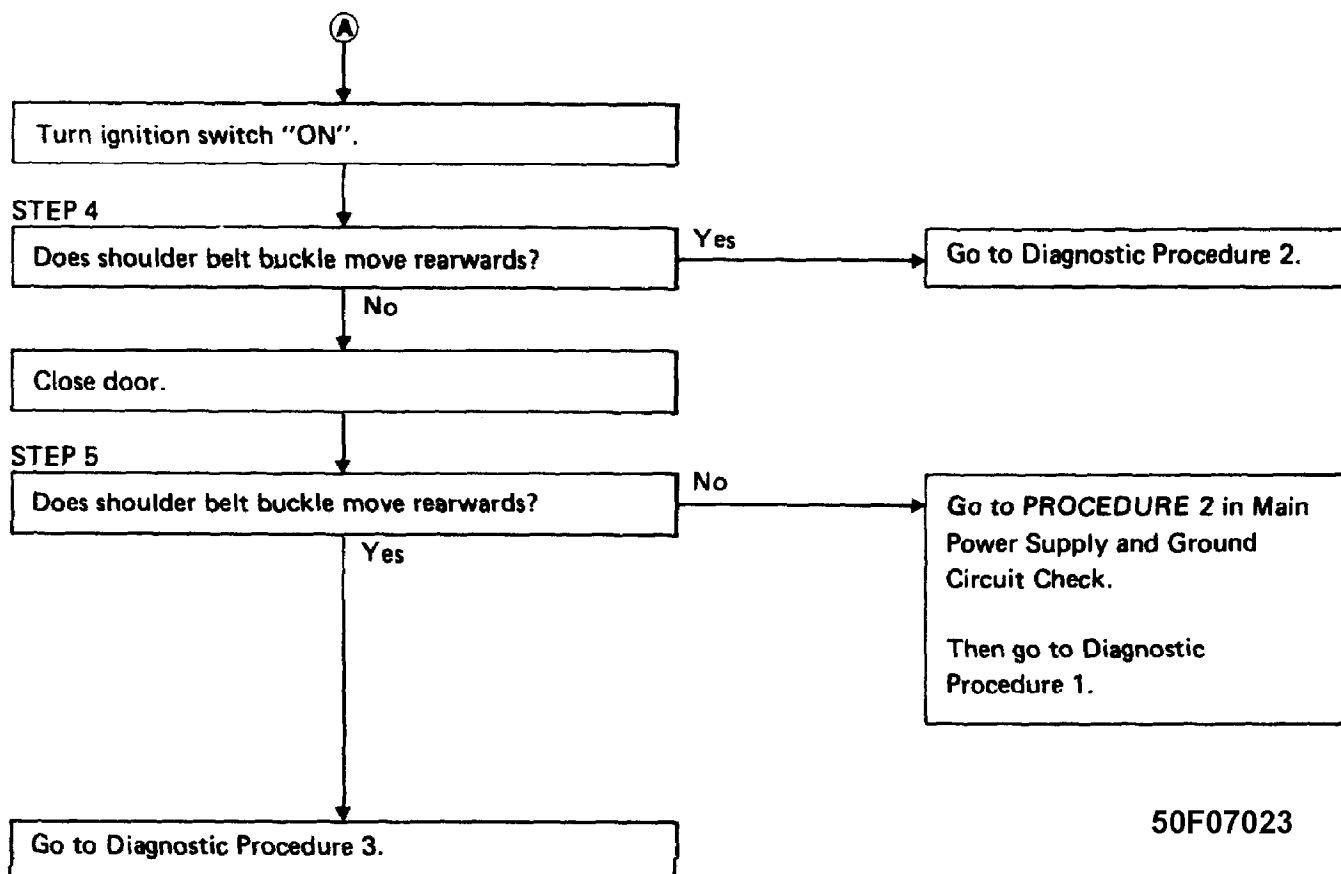 A
Turn ignition switch "ON".
STEP 4
Does shoulder belt buckle move rearwards?
Yes
Go to Diagnostic Procedure 2.
No
Close door.
STEP 5
Does shoulder belt buckle move rearwards?
No
Go to PROCEDURE 2 in Main
Power Supply and Ground
Circuit Check.
Then go to Diagnostic
Procedure 1.
Yes
Go to Diagnostic Procedure 3.
50F07023